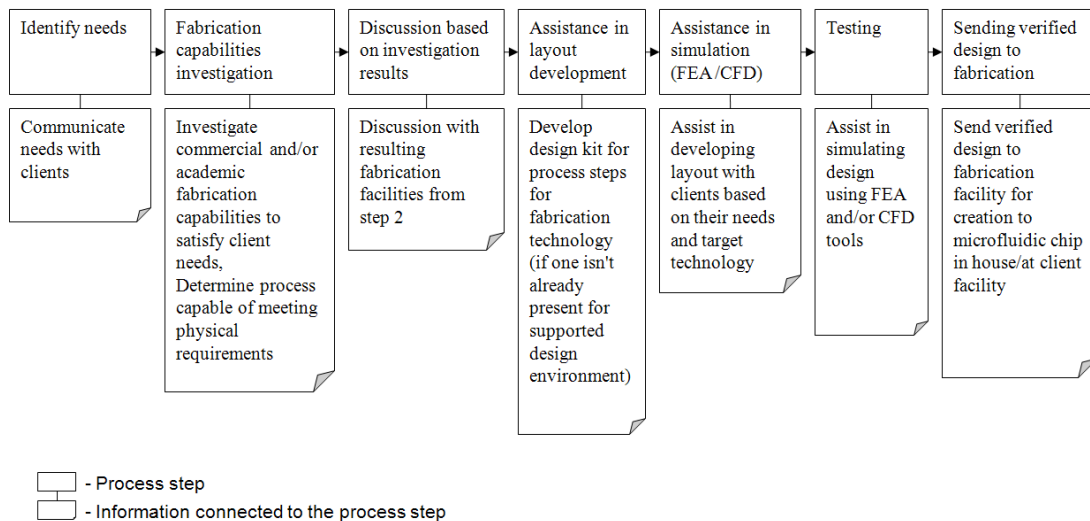 Identify needs
Fabrication
capabilities
investigation
Discussion based on
investigation
results
Assistance in
layout
development
Assistance in
simulation
(FEA /CFD)
Testing
Sending verified
design to
fabrication
Communicate
needs with
clients
Investigate
commercial and/or
academic
fabrication
capabilities to
satisfy client
needs,
Determine process
capable of meeting
physical
requirements
Discussion with
resulting
fabrication
facilities from
step 2
Develop
design kit for
process steps
for
fabrication
technology
(if one isn't
already
present for
supported
design
environment)
Assist in
developing
layout with
clients based
on their needs
and target
technology
Assist in
simulating
design
using FEA
and/or CFD
tools
Send verified
design to
fabrication
facility for
creation to
microfluidic chip
in house/at client
facility
- Process step
- Information connected to the process step